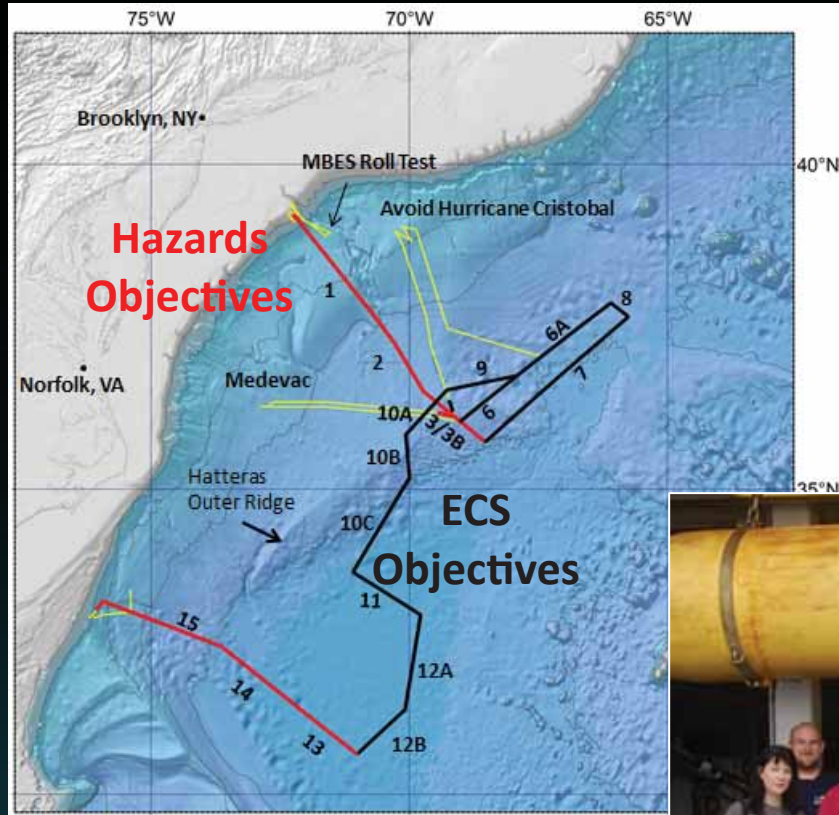 75°W
70°W
65°W
Brooklyn, NY
40°N
MBES Roll Test
Avoid Hurricane Cristobal
Hazards
Objectives
1
8
6A
2
9
7
Norfolk, VA
Medevac
10A
6
3/3B
10B
35°N
Hatteras
Outer Ridge
10C
ECS
Objectives
11
15
12A
14
13
12B